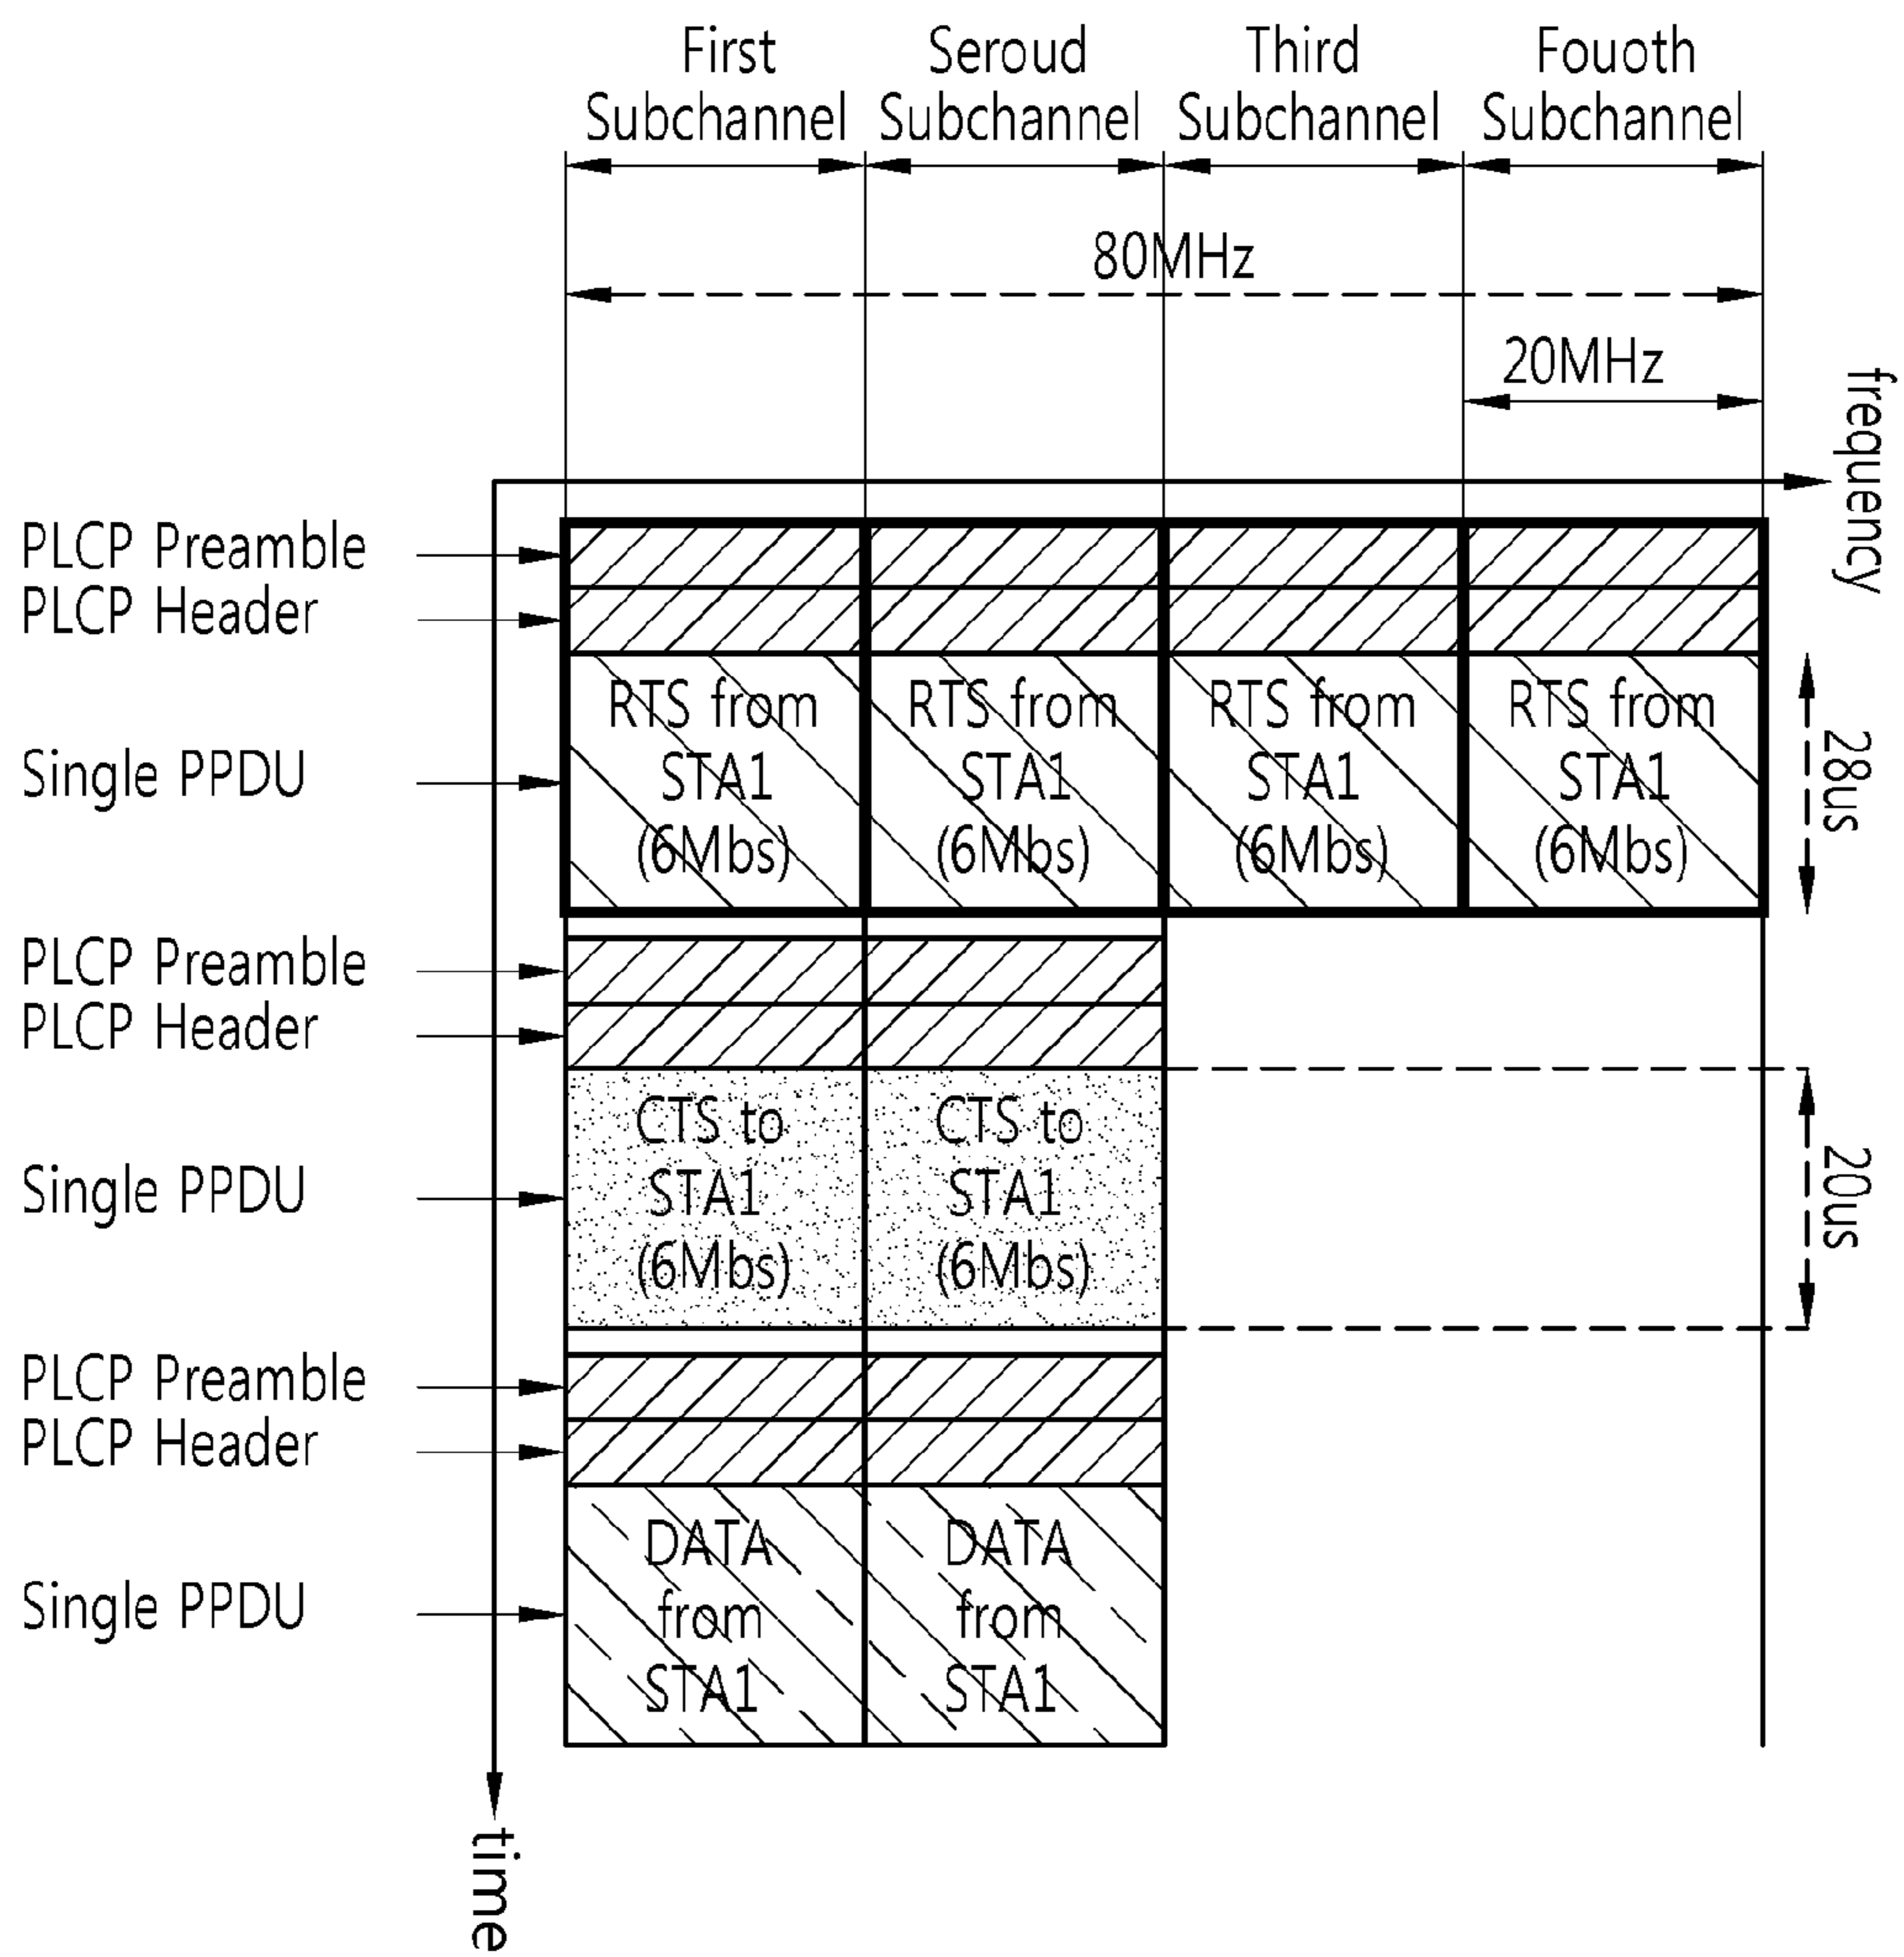 First
Subchannel
Seroud
Subchannel
Third
Subchannel
Fouoth
Subchannel
80MHz
20MHz
frequency
PLCP Preamble
PLCP Header
Single PPDU
RTS from
STA1
(6Mbs)
RTS from
STA1
(6Mbs)
RTS from
STA1
(6Mbs)
RTS from
STA1
(6Mbs)
28us
PLCP Preamble
PLCP Header
Single PPDU
CTS to
STA1
(6Mbs)
CTS to
STA1
(6Mbs)
20us
PLCP Preamble
PLCP Header
Single PPDU
DATA
from
STA1
DATA
from
STA1
time